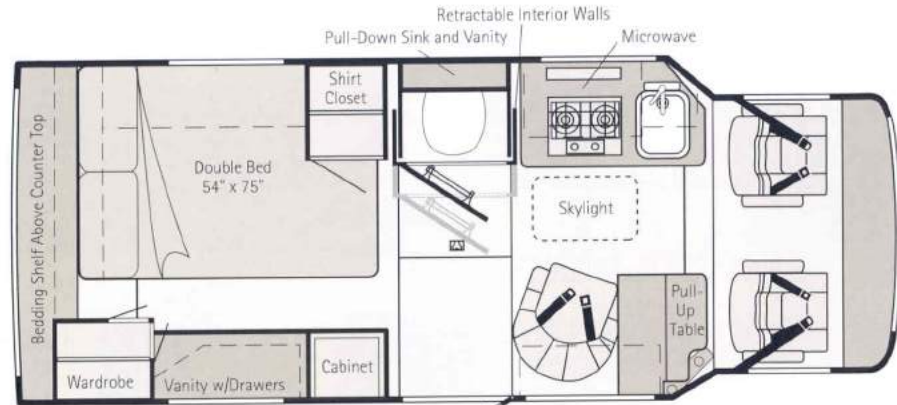 Retractable Interior Walls
Pull-Down Sink and Vanity
Microwave
Shirt
Closet
Bedding Shelf Above Counter Top
Double Bed
54" x 75"
Skylight
Pull-
Up
Table
Wardrobe
Vanity w/Drawers
Cabinet